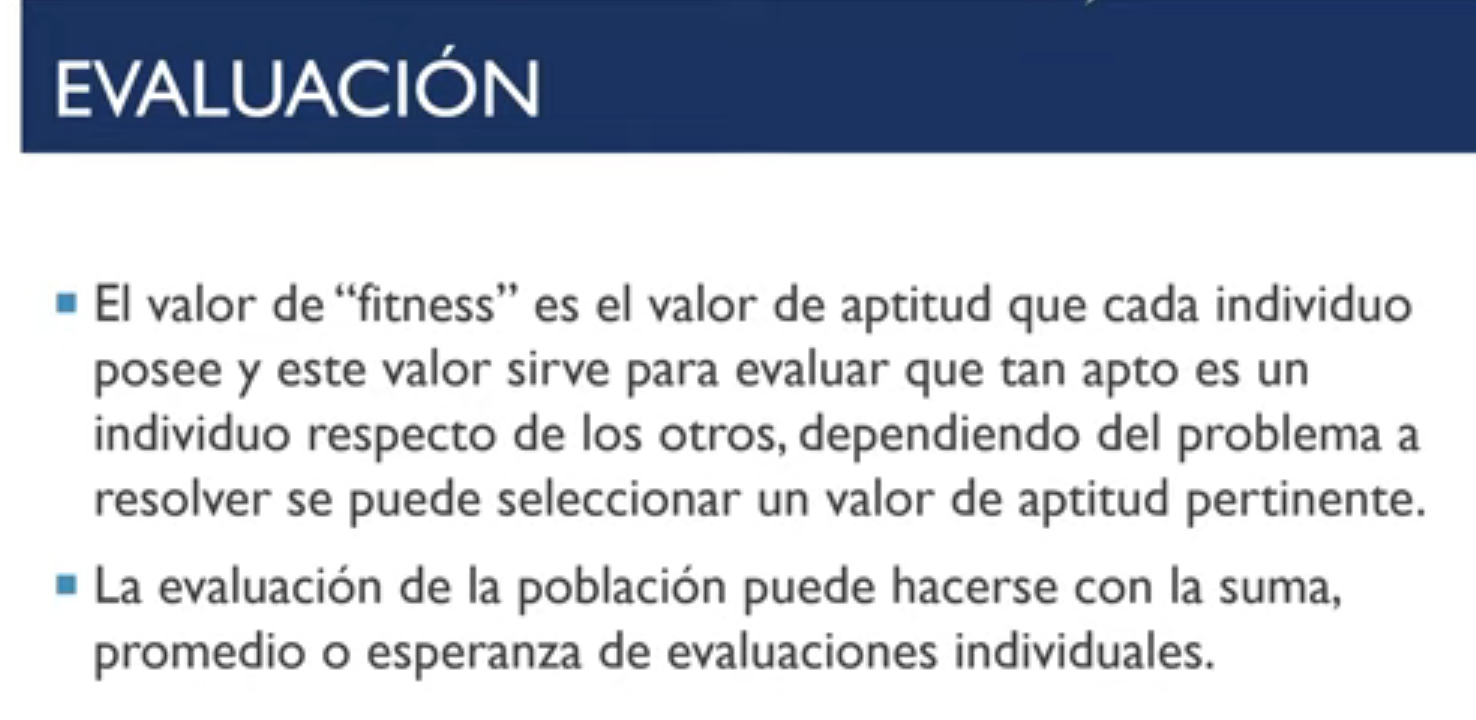 EVALUACIÓN
El valor de “fitness” es el valor de aptitud que cada individuo
posee y este valor sirve para evaluar que tan apto es un
individuo respecto de los otros, dependiendo del problema a
resolver se puede seleccionar un valor de aptitud pertinente.
La evaluación de la población puede hacerse con la suma,
promedio o esperanza de evaluaciones individuales.